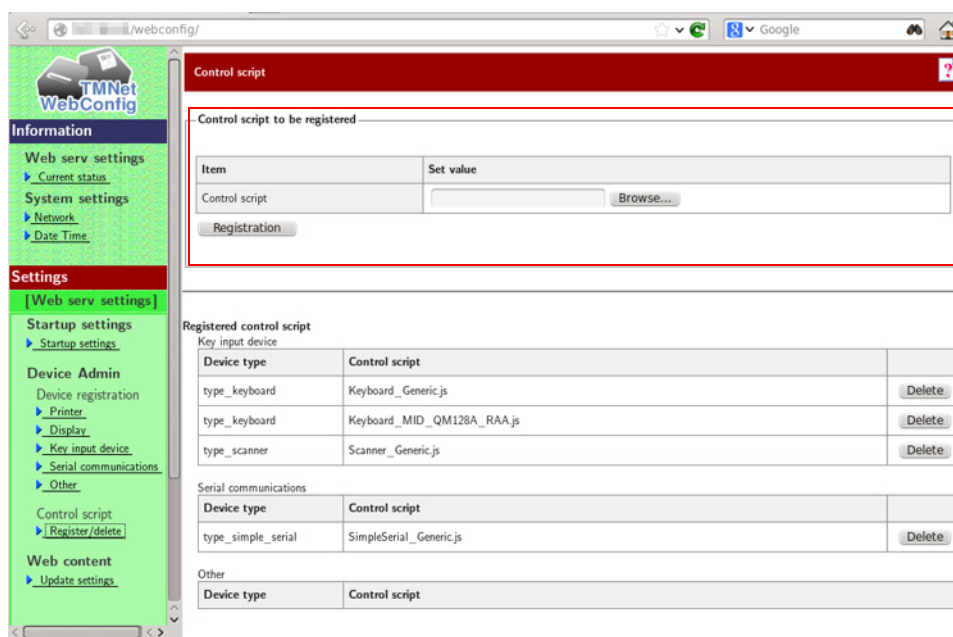 /webconfig/
Google
TMNet
WebConfig
Information
Web serv settings
Current status
System settings
Network
Date Time
Settings
[Web serv settings]
Startup settings
Startup settings
Device Admin
Device registration
Printer
Display
Key input device
Serial communications
Other
Control script
Register/delete
Web content
Update settings
Control script
?
Control script to be registered
Item Set value
Control script Browse...
Registration
Registered control script
Key input device
Device type Control script
type_keyboard Keyboard_Generic.js Delete
type_keyboard Keyboard_MID_QM128A_RAA.js Delete
type_scanner Scanner_Generic.js Delete
Serial communications
Device type Control script
type_simple_serial SimpleSerial_Generic.js Delete
Other
Device type Control script